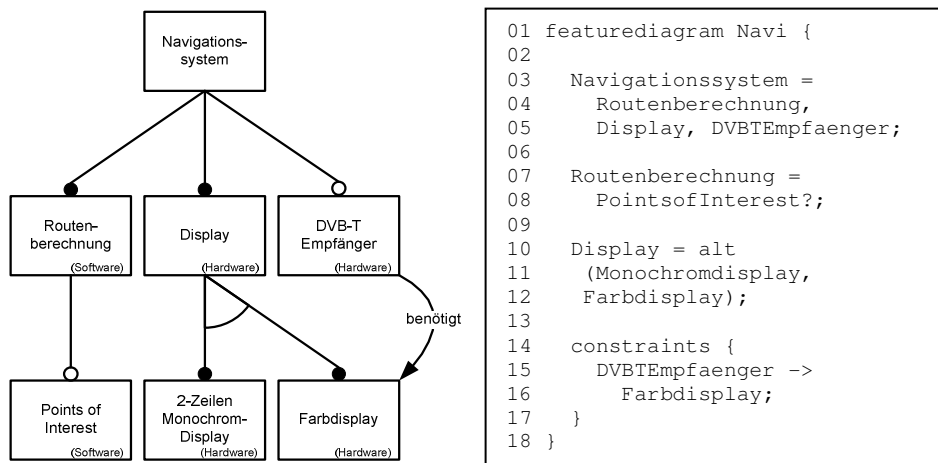 Navigations-
system
Routen-
berechnung
(Software)
Display
(Hardware)
DVB-T
Empfänger
(Hardware)
benötigt
Points of
Interest
(Software)
2-Zeilen
Monochrom-
Display
(Hardware)
Farbdisplay
(Hardware)
01 featurediagram Navi {
02
03 Navigationssystem =
04 Routenberechnung,
05 Display, DVBTEmpfaenger;
06
07 Routenberechnung =
08 PointsofInterest?;
09
10 Display = alt
11 (Monochromdisplay,
12 Farbdisplay);
13
14 constraints {
15 DVBTEmpfaenger ->
16 Farbdisplay;
17 }
18 }